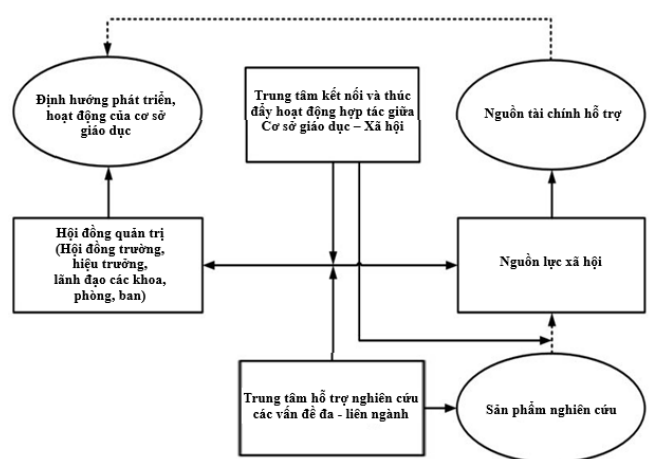 Định hướng phát triển,
hoạt động của cơ sở
giáo dục
Trung tâm kết nối và thúc
đẩy hoạt động hợp tác giữa
Cơ sở giáo dục – Xã hội
Nguồn tài chính hỗ trợ
Hội đồng quản trị
(Hội đồng trường,
hiệu trưởng,
lãnh đạo các khoa,
phòng, ban)
Nguồn lực xã hội
Trung tâm hỗ trợ nghiên cứu
các vấn đề đa - liên ngành
Sản phẩm nghiên cứu